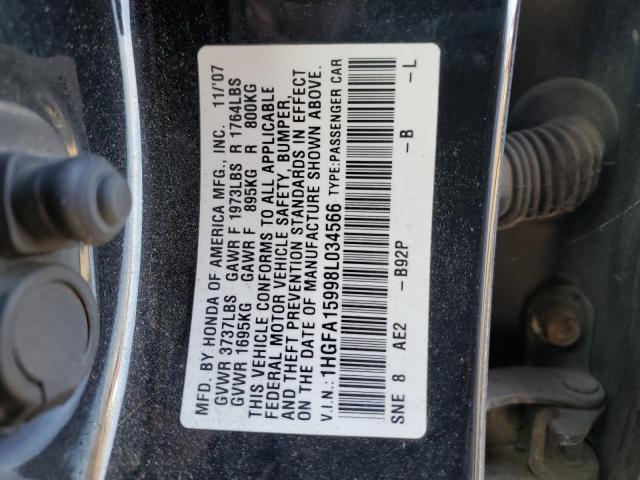 MFD. BY HONDA OF AMERICA MFG., INC. 11/'07
GVWR 3737LBS GAWR F 1973LBS R 1764LBS
GVWR 1695KG GAWR F 895KG R 800KG
THIS VEHICLE CONFORMS TO ALL APPLICABLE
FEDERAL MOTOR VEHICLE SAFETY, BUMPER,
AND THEFT PREVENTION STANDARDS IN EFFECT
ON THE DATE OF MANUFACTURE SHOWN ABOVE.
V.I.N.: 1HGFA15998L034566 TYPE:PASSENGER CAR
SNE 8 AE2 -B92P -B -L